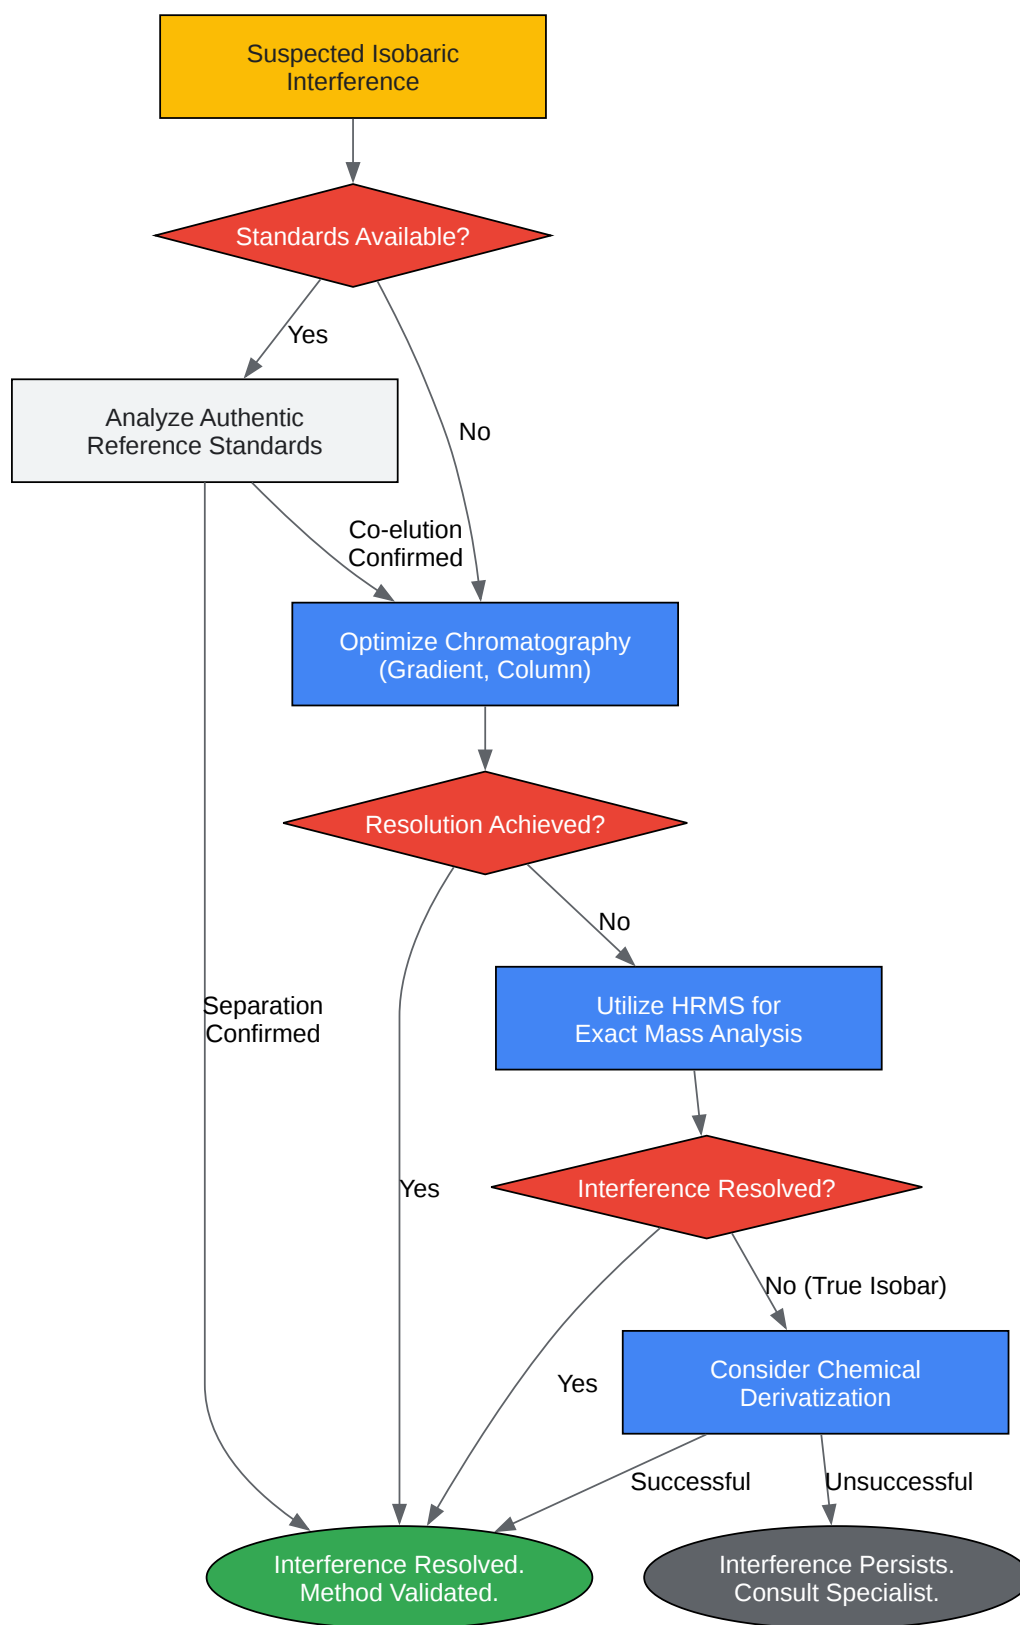 Suspected Isobaric
Interference
Standards Available?
Yes
Analyze Authentic
Reference Standards
No
Co-elution
Confirmed
Optimize Chromatography
(Gradient, Column)
Resolution Achieved?
No
Utilize HRMS for
Exact Mass Analysis
Separation
Confirmed
Yes
Interference Resolved?
No (True Isobar)
Yes
Consider Chemical
Derivatization
Successful
Unsuccessful
Interference Resolved.
Method Validated.
Interference Persists.
Consult Specialist.